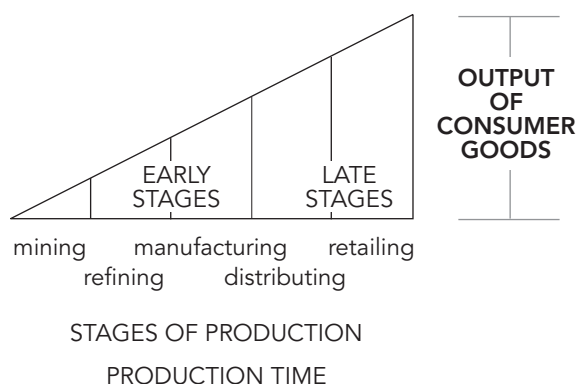 OUTPUT
OF
CONSUMER
GOODS
EARLY
STAGES
LATE
STAGES
mining manufacturing retailing
refining distributing
STAGES OF PRODUCTION
PRODUCTION TIME